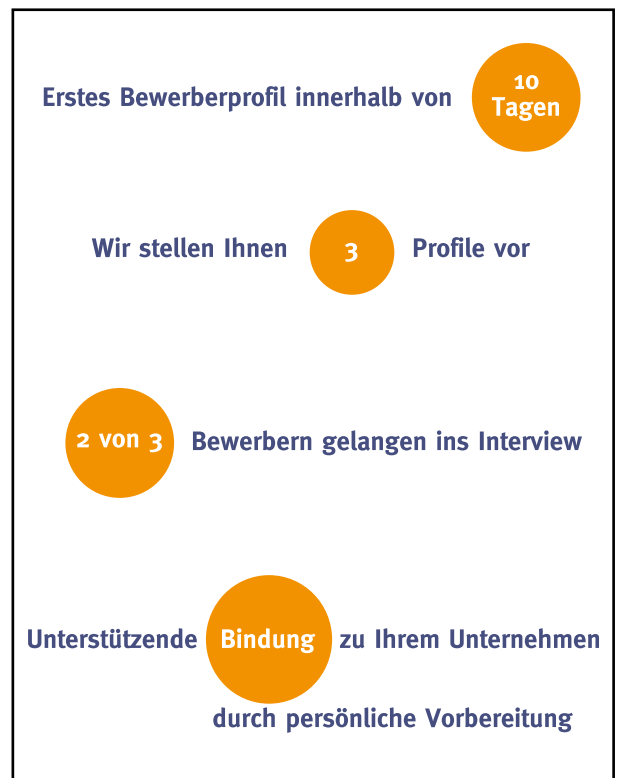 Erstes Bewerberprofil innerhalb von 10 Tagen
Wir stellen Ihnen 3 Profile vor
2 von 3 Bewerbern gelangen ins Interview
Unterstützende Bindung zu Ihrem Unternehmen
durch persönliche Vorbereitung